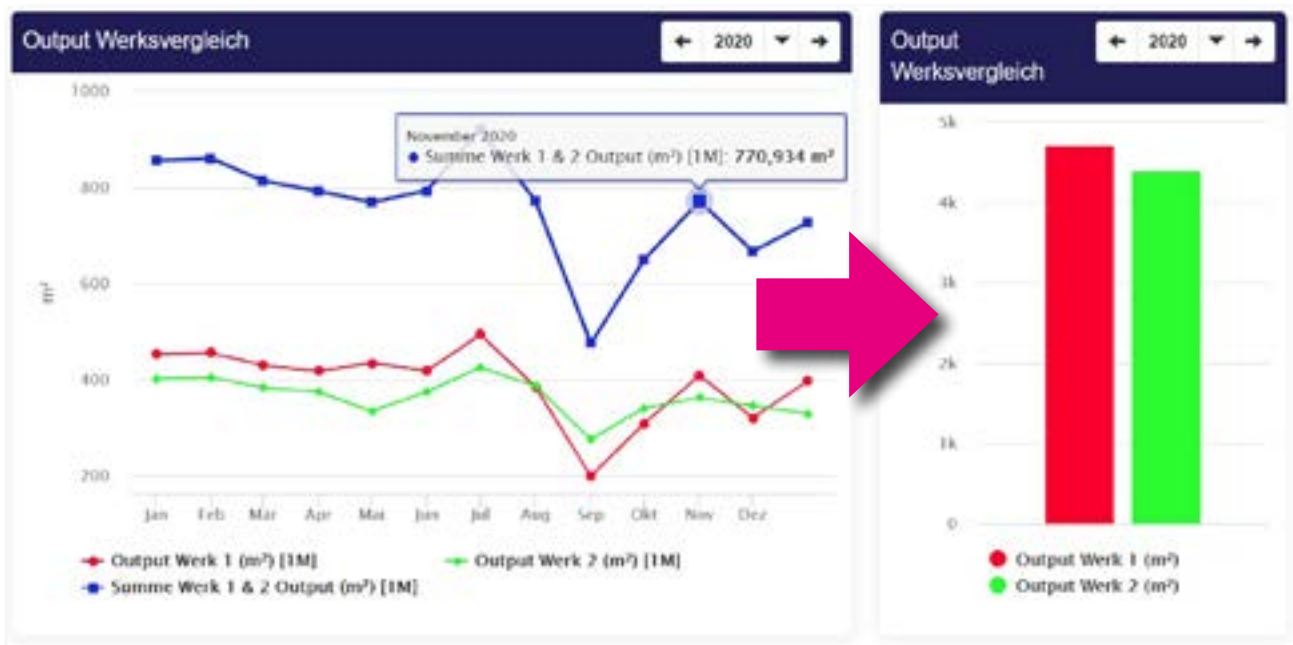 Output Werksvergleich
2020
1000
November 2020
Summe Werk 1 & 2 Output (m²) [1M]: 770,934 m²
800
600
m²
400
200
Jan Feb Mär Apr Mai Jun Jul Aug Sep Okt Nov Dez
Output Werk 1 (m²) [1M] Output Werk 2 (m²) [1M]
Summe Werk 1 & 2 Output (m²) [1M]
Output
Werksvergleich
2020
5k
4k
3k
2k
1k
0
Output Werk 1 (m²)
Output Werk 2 (m²)